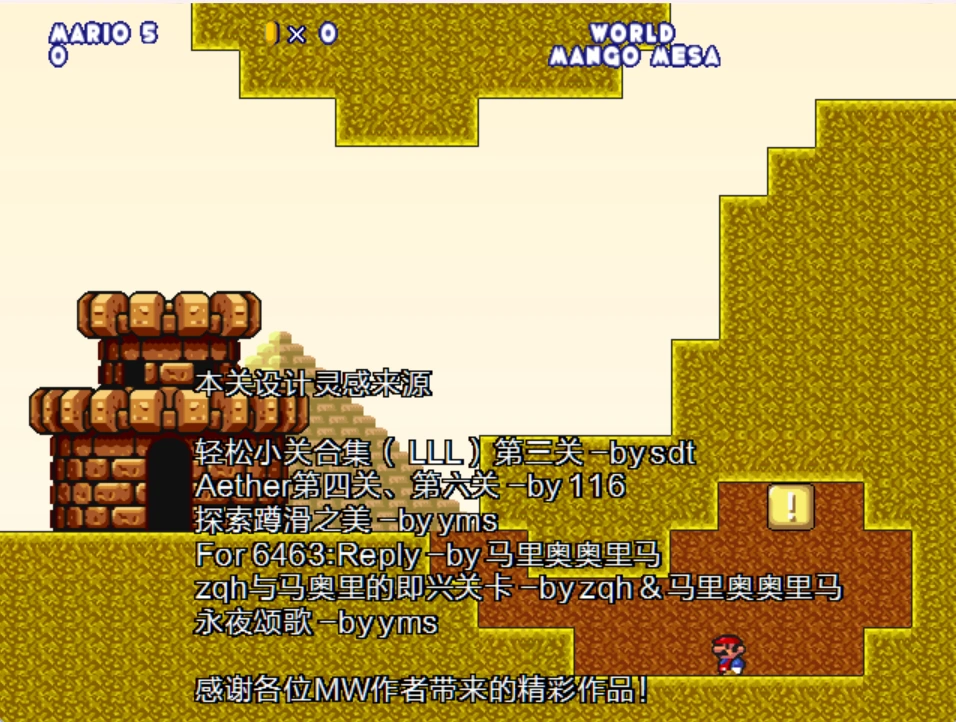 MARIO 5 × 0 WORLD
0 MANGO MESA
本关设计灵感来源
轻松小关合集（LLL）第三关－by sdt
Aether第四关、第六关－by 116
探索蹲滑之美－by yms
For 6463:Reply－by 马里奥奥里马
zqh与马奥里的即兴关卡－by zqh＆马里奥奥里马
永夜颂歌－by yms
感谢各位MW作者带来的精彩作品！
!